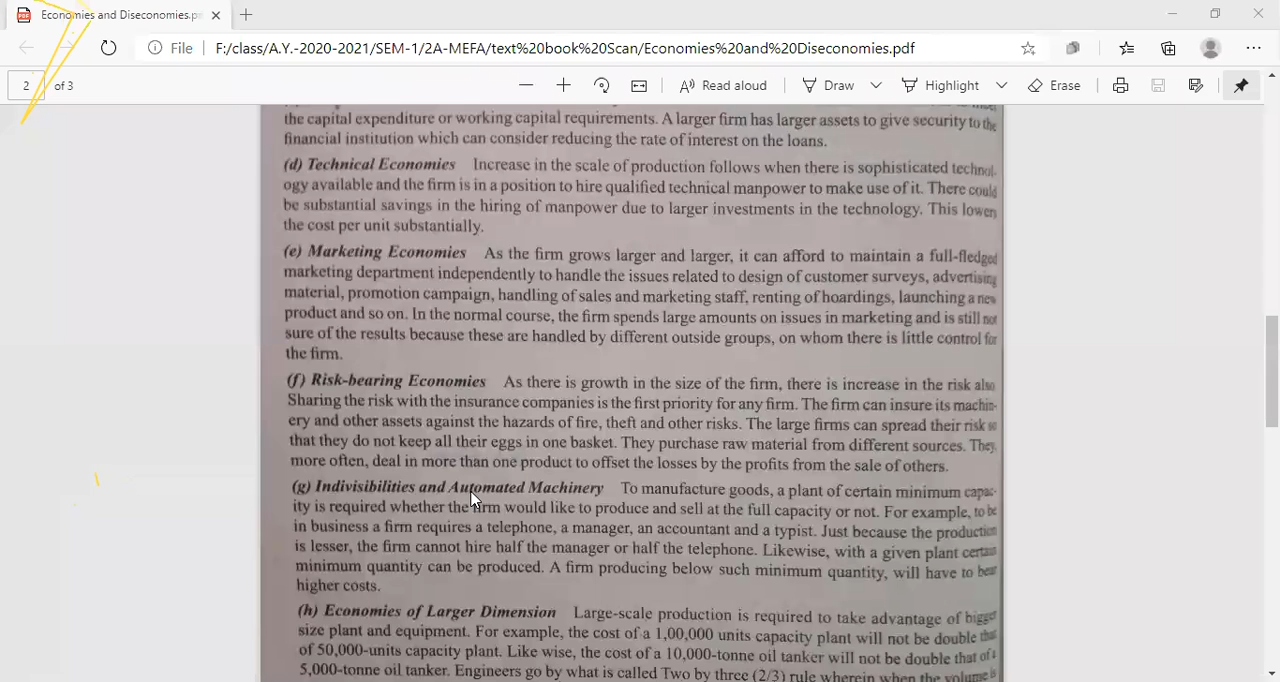 Economies and Diseconomies.p
File
F:/class/A.Y.-2020-2021/SEM-1/2A-MEFA/text%20book%20Scan/Economies%20and%20Diseconomies.pdf
2 of 3
Read aloud
Draw
Highlight
Erase
the capital expenditure or working capital requirements. A larger firm has larger assets to give security to the
financial institution which can consider reducing the rate of interest on the loans.
(d) Technical Economies Increase in the scale of production follows when there is sophisticated technol-
ogy available and the firm is in a position to hire qualified technical manpower to make use of it. There could
be substantial savings in the hiring of manpower due to larger investments in the technology. This lowers
the cost per unit substantially.
(e) Marketing Economies As the firm grows larger and larger, it can afford to maintain a full-fledged
marketing department independently to handle the issues related to design of customer surveys, advertising
material, promotion campaign, handling of sales and marketing staff, renting of hoardings, launching a new
product and so on. In the normal course, the firm spends large amounts on issues in marketing and is still not
sure of the results because these are handled by different outside groups, on whom there is little control for
the firm.
(f) Risk-bearing Economies As there is growth in the size of the firm, there is increase in the risk also
Sharing the risk with the insurance companies is the first priority for any firm. The firm can insure its machin-
ery and other assets against the hazards of fire, theft and other risks. The large firms can spread their risk so
that they do not keep all their eggs in one basket. They purchase raw material from different sources. They,
more often, deal in more than one product to offset the losses by the profits from the sale of others.
(g) Indivisibilities and Automated Machinery To manufacture goods, a plant of certain minimum capac-
ity is required whether the firm would like to produce and sell at the full capacity or not. For example, to be
in business a firm requires a telephone, a manager, an accountant and a typist. Just because the production
is lesser, the firm cannot hire half the manager or half the telephone. Likewise, with a given plant certain
minimum quantity can be produced. A firm producing below such minimum quantity, will have to bear
higher costs.
(h) Economies of Larger Dimension Large-scale production is required to take advantage of bigger
size plant and equipment. For example, the cost of a 1,00,000 units capacity plant will not be double that
of 50,000-units capacity plant. Like wise, the cost of a 10,000-tonne oil tanker will not be double that of a
5,000-tonne oil tanker. Engineers go by what is called Two by three (2/3) rule wherein when the volume is